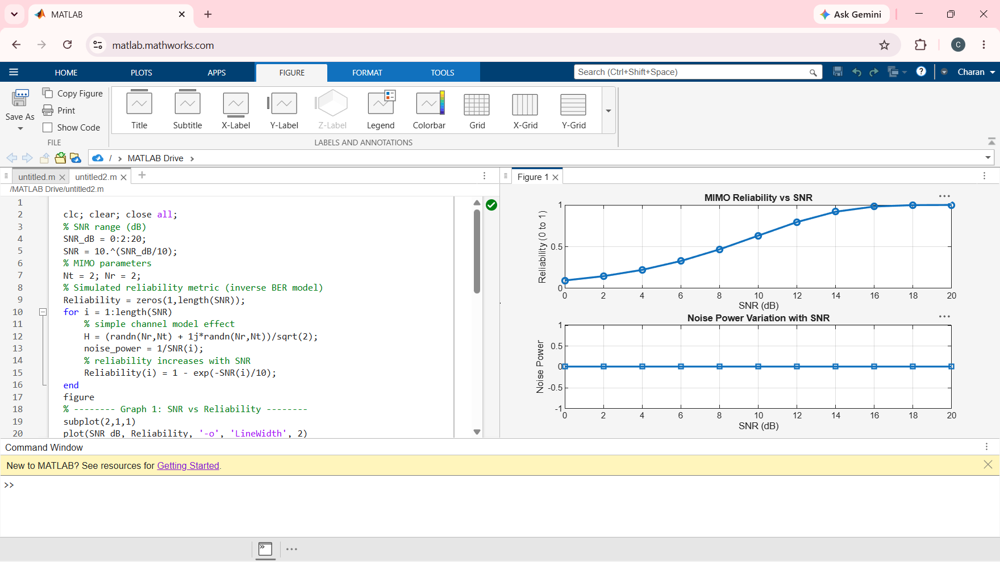 MATLAB
Ask Gemini
matlab.mathworks.com
C
HOME PLOTS APPS FIGURE FORMAT TOOLS
Search (Ctrl+Shift+Space)
Charan
Save As
Copy Figure
Print
Show Code
FILE
Title Subtitle X-Label Y-Label Z-Label Legend Colorbar Grid X-Grid Y-Grid
LABELS AND ANNOTATIONS
/ > MATLAB Drive >
untitled.m untitled2.m
/MATLAB Drive/untitled2.m
1
2 clc; clear; close all;
3 % SNR range (dB)
4 SNR_dB = 0:2:20;
5 SNR = 10.^(SNR_dB/10);
6 % MIMO parameters
7 Nt = 2; Nr = 2;
8 % Simulated reliability metric (inverse BER model)
9 Reliability = zeros(1,length(SNR));
10 for i = 1:length(SNR)
11 % simple channel model effect
12 H = (randn(Nr,Nt) + 1j*randn(Nr,Nt))/sqrt(2);
13 noise_power = 1/SNR(i);
14 % reliability increases with SNR
15 Reliability(i) = 1 - exp(-SNR(i)/10);
16 end
17 figure
18 % -------- Graph 1: SNR vs Reliability --------
19 subplot(2,1,1)
20 plot(SNR_dB, Reliability, '-o', 'LineWidth', 2)
Figure 1
MIMO Reliability vs SNR
Reliability (0 to 1)
1
0.5
0
0 2 4 6 8 10 12 14 16 18 20
SNR (dB)
Noise Power Variation with SNR
Noise Power
1
0.5
0
-0.5
-1
0 2 4 6 8 10 12 14 16 18 20
SNR (dB)
Command Window
New to MATLAB? See resources for Getting Started.
>>